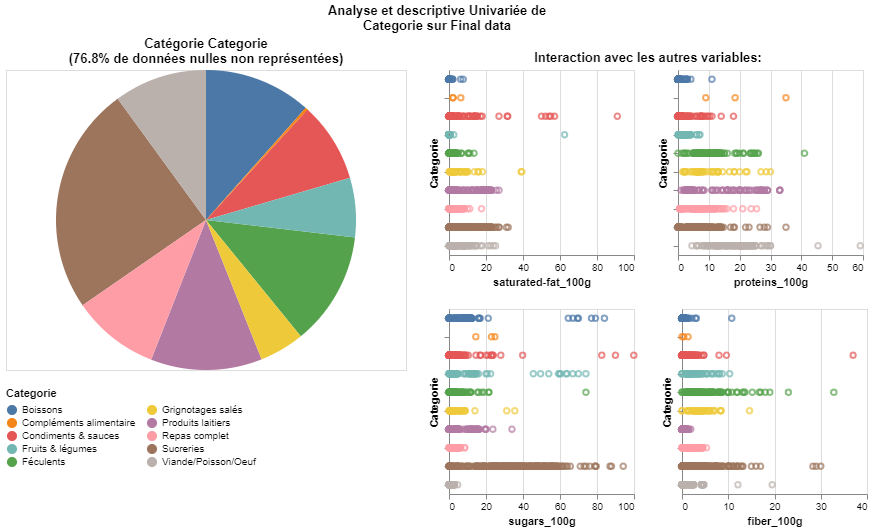 Analyse et descriptive Univariée de
Categorie sur Final data
Catégorie Categorie
(76.8% de données nulles non représentées)
Categorie
Boissons
Compléments alimentaire
Condiments & sauces
Fruits & légumes
Féculents
Grignotages salés
Produits laitiers
Repas complet
Sucreries
Viande/Poisson/Oeuf
Interaction avec les autres variables:
Categorie
0 20 40 60 80 100
saturated-fat_100g
Categorie
0 10 20 30 40 50 60
proteins_100g
Categorie
0 20 40 60 80 100
sugars_100g
Categorie
0 10 20 30 40
fiber_100g